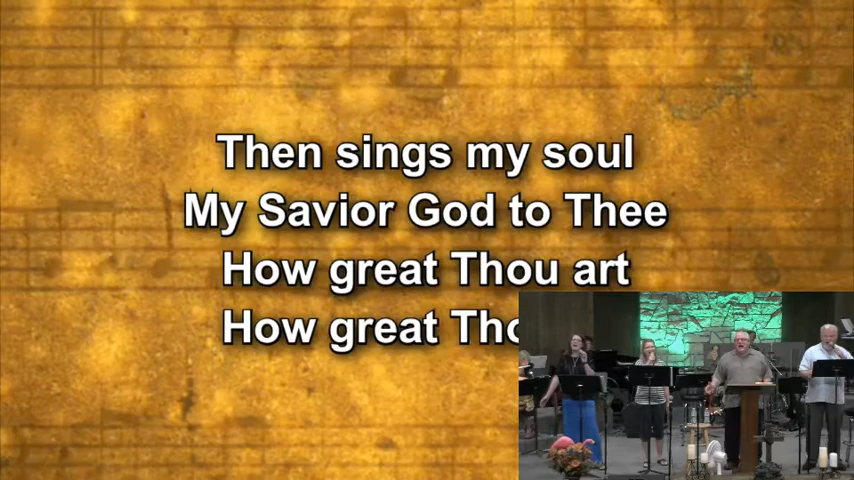 Then sings my soul
My Savior God to Thee
How great Thou art
How great